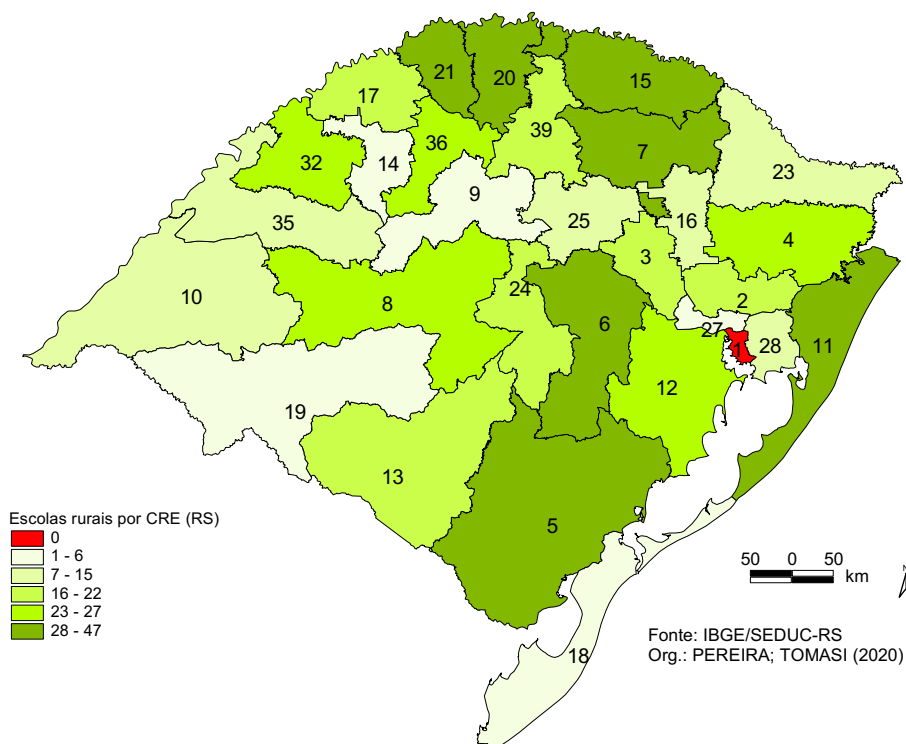 21
20
15
17
39
36
7
32
14
23
9
16
35
25
4
3
10
24
2
8
6
27
1
28
11
12
19
13
5
18
Escolas rurais por CRE (RS)
0
1 - 6
7 - 15
16 - 22
23 - 27
28 - 47
50 0 50
km
N
Fonte: IBGE/SEDUC-RS
Org.: PEREIRA; TOMASI (2020)